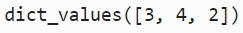 dict_values([3, 4, 2])